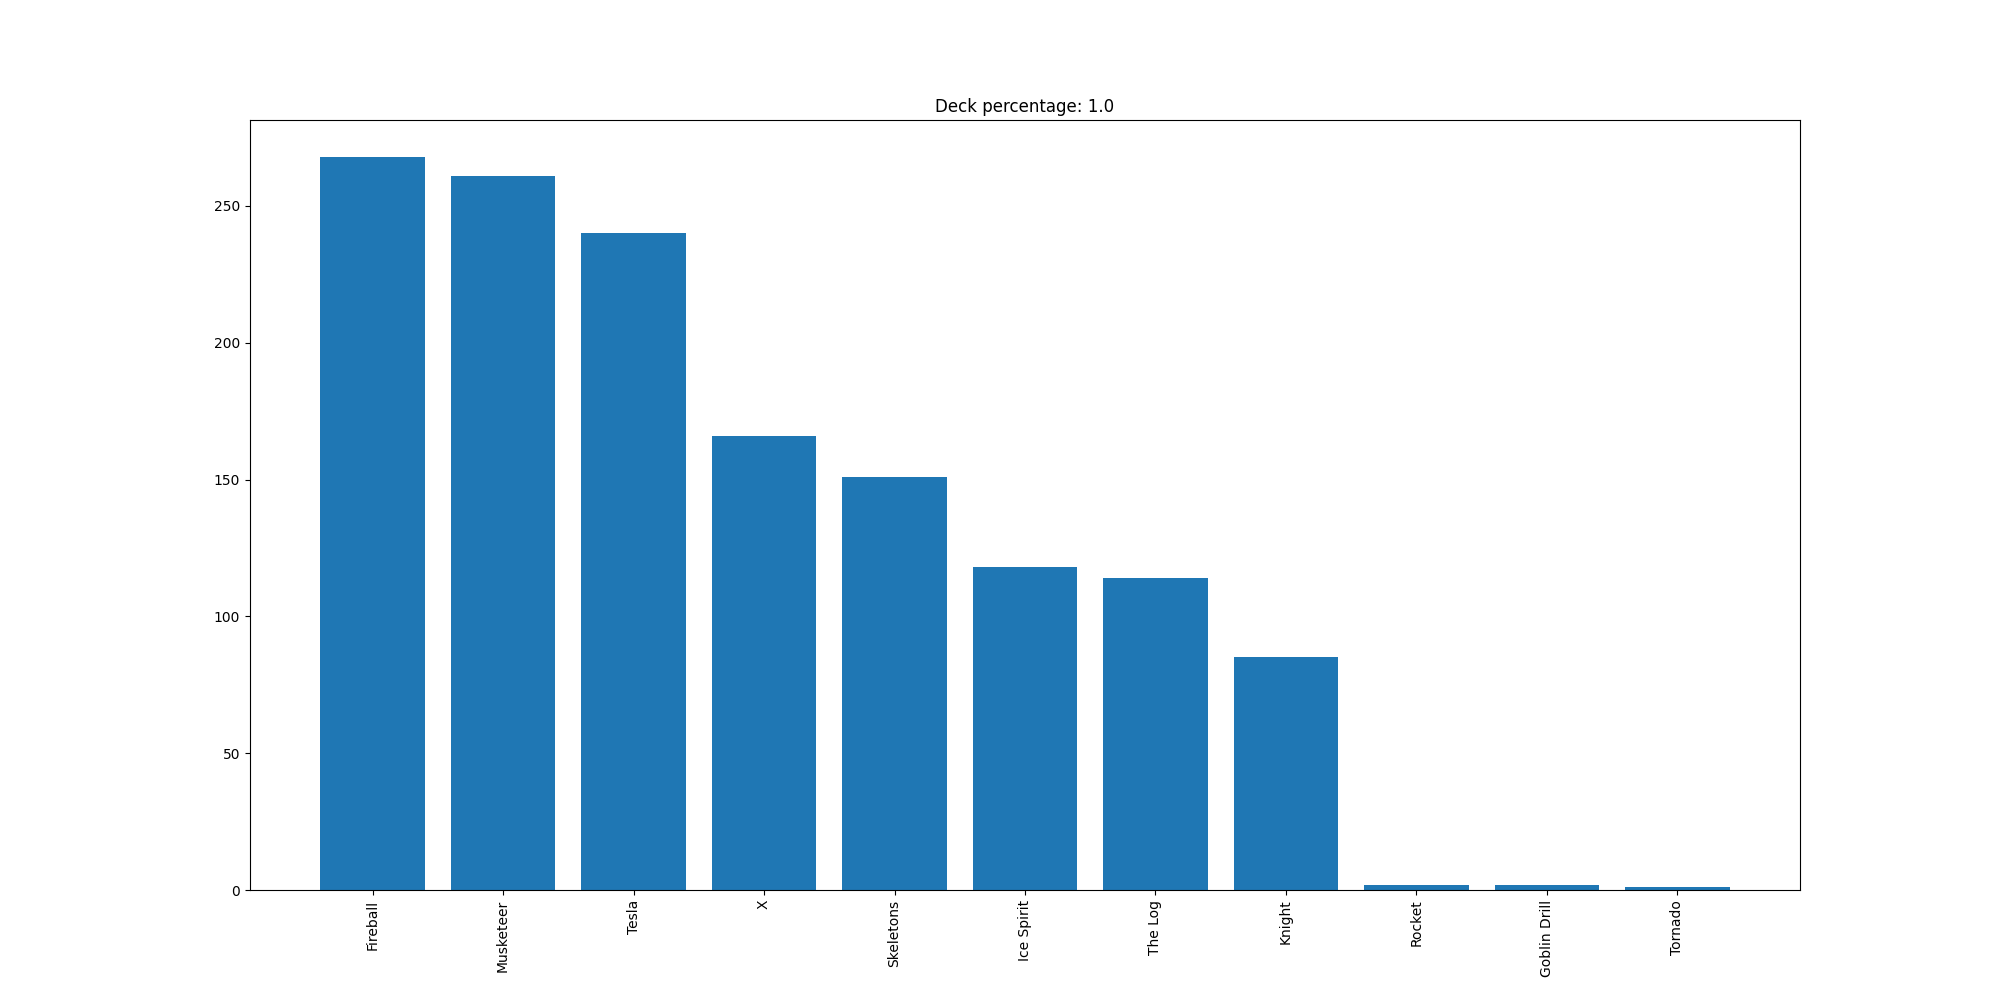 Deck percentage: 1.0
250
200
150
100
50
0
Fireball
Musketeer
Tesla
X
Skeletons
Ice Spirit
The Log
Knight
Rocket
Goblin Drill
Tornado